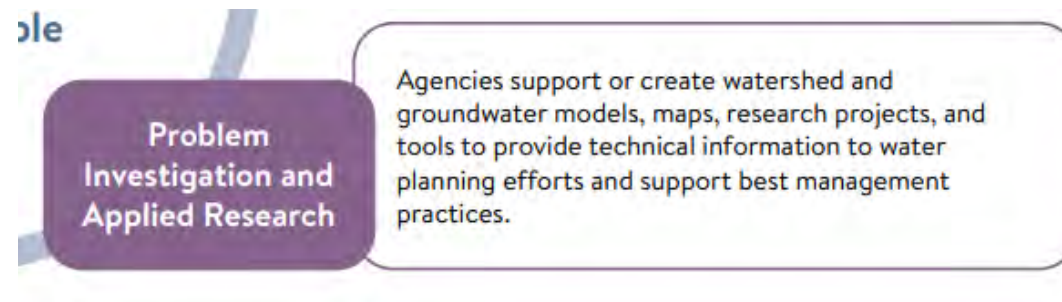 Problem
Investigation and
Applied Research
Agencies support or create watershed and
groundwater models, maps, research projects, and
tools to provide technical information to water
planning efforts and support best management
practices.